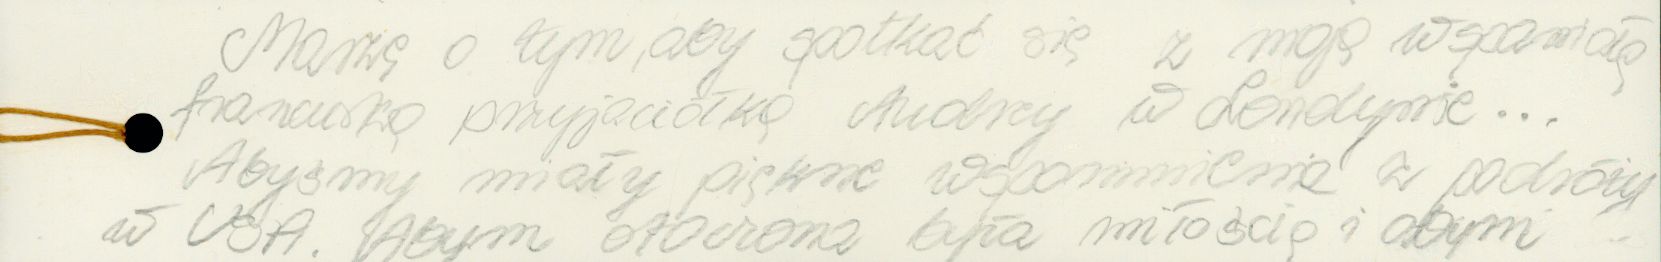 Marzę o tym, aby spotkać się z moją wspaniałą
francuską przyjaciółką Audrey w Londynie...
Abyśmy miały piękne wspomnienia z podróży
w USA. Abym otoczona była miłością i abym